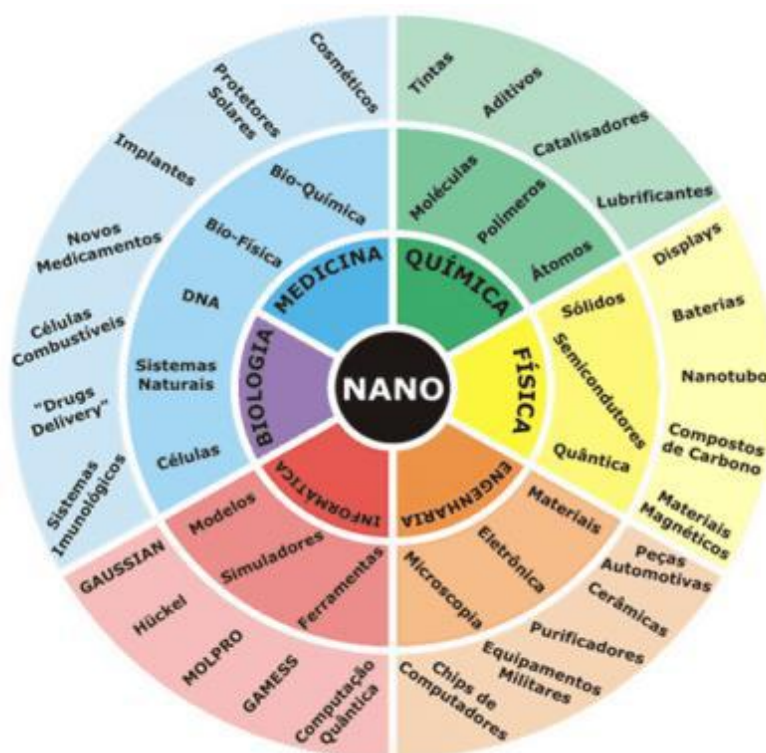 NANO
MEDICINA
QUÍMICA
FÍSICA
ENGENHARIA
INFORMÁTICA
BIOLOGIA
Bio-Química
Bio-Física
DNA
Sistemas
Naturais
Células
Moléculas
Polímeros
Átomos
Sólidos
Semicondutores
Quântica
Materiais
Eletrônica
Microscopia
Ferramentas
Simuladores
Modelos
Cosméticos
Protetores
Solares
Implantes
Novos
Medicamentos
Células
Combustíveis
"Drugs
Delivery"
Sistemas
Imunológicos
Tintas
Aditivos
Catalisadores
Lubrificantes
Displays
Baterias
Nanotubo
Compostos
de Carbono
Materiais
Magnéticos
Peças
Automotivas
Cerâmicas
Purificadores
Equipamentos
Militares
Chips de
Computadores
Computação
Quântica
GAMESS
MOLPRO
Hückel
GAUSSIAN